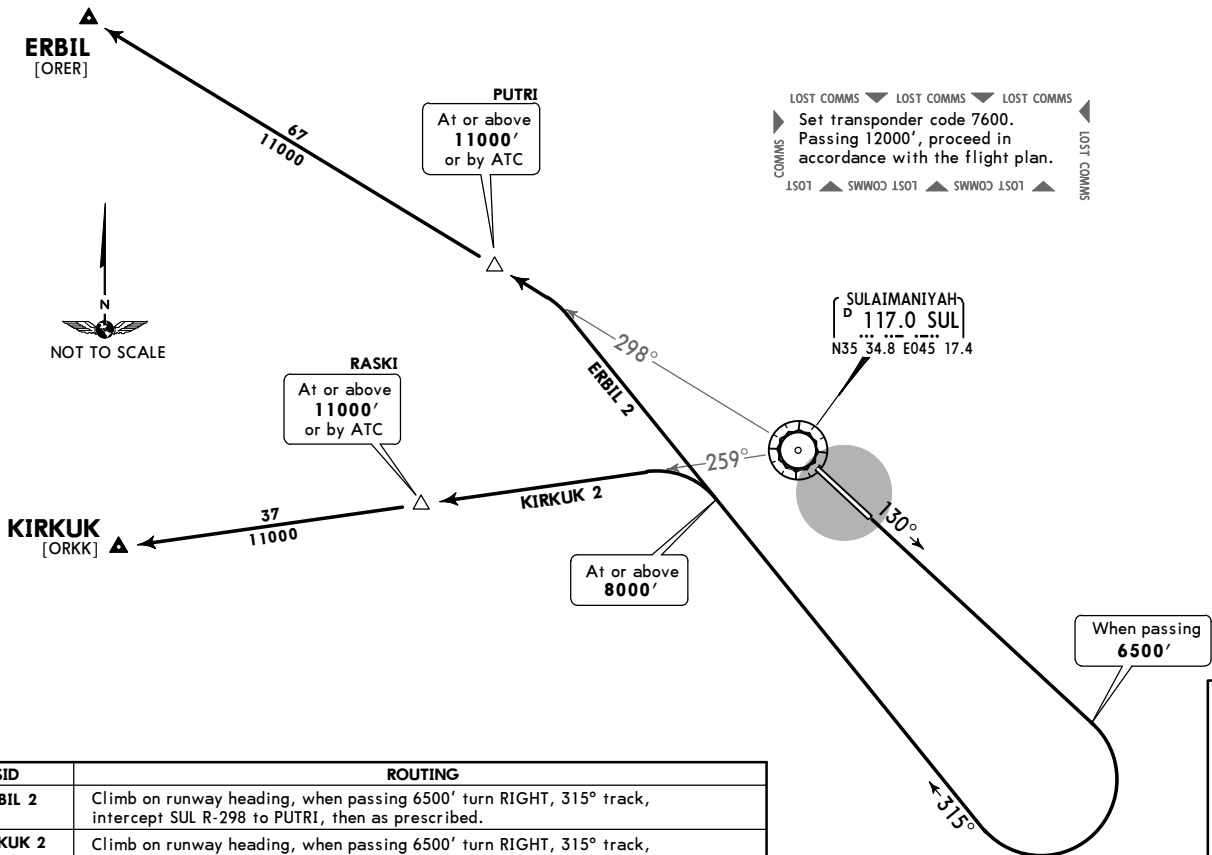 ERBIL
[ORER]
67
11000
PUTRI
At or above
11000'
or by ATC
LOST COMMS LOST COMMS LOST COMMS
LOST COMMS
LOST COMMS LOST COMMS LOST
COMMS
Set transponder code 7600.
Passing 12000', proceed in
accordance with the flight plan.
N
NOT TO SCALE
SULAIMANIYAH
D 117.0 SUL
N35 34.8 E045 17.4
298°
ERBIL 2
RASKI
At or above
11000'
or by ATC
259°
KIRKUK 2
KIRKUK
[ORKK]
37
11000
130°
At or above
8000'
When passing
6500'
315°
SID ROUTING
BIL 2 Climb on runway heading, when passing 6500' turn RIGHT, 315° track,
intercept SUL R-298 to PUTRI, then as prescribed.
KUK 2 Climb on runway heading, when passing 6500' turn RIGHT, 315° track,